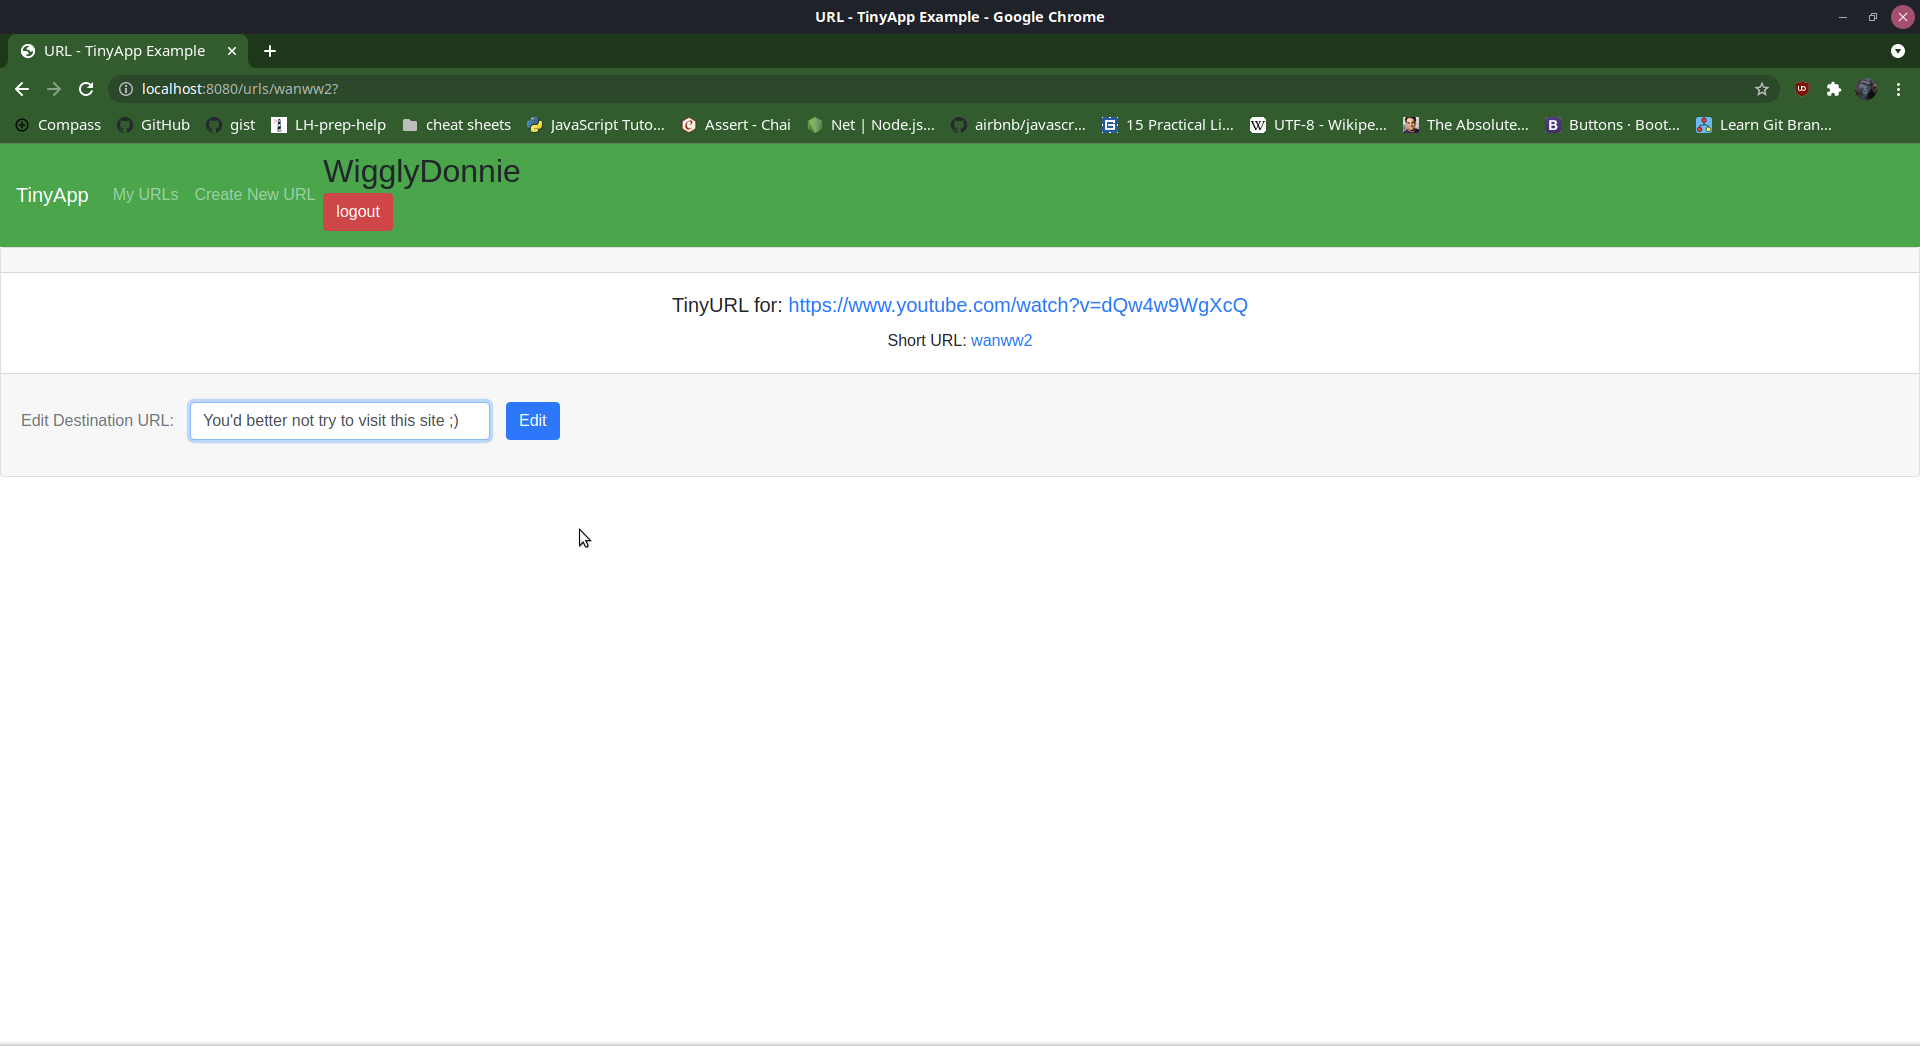 URL - TinyApp Example - Google Chrome
URL - TinyApp Example
localhost:8080/urls/wanww2?
Compass GitHub gist LH-prep-help cheat sheets JavaScript Tuto... Assert - Chai Net | Node.js... airbnb/javascr... 15 Practical Li... UTF-8 - Wikipe... The Absolute... Buttons · Boot... Learn Git Bran...
WigglyDonnie
TinyApp My URLs Create New URL
logout
TinyURL for: https://www.youtube.com/watch?v=dQw4w9WgXcQ
Short URL: wanww2
Edit Destination URL: You'd better not try to visit this site ;) Edit